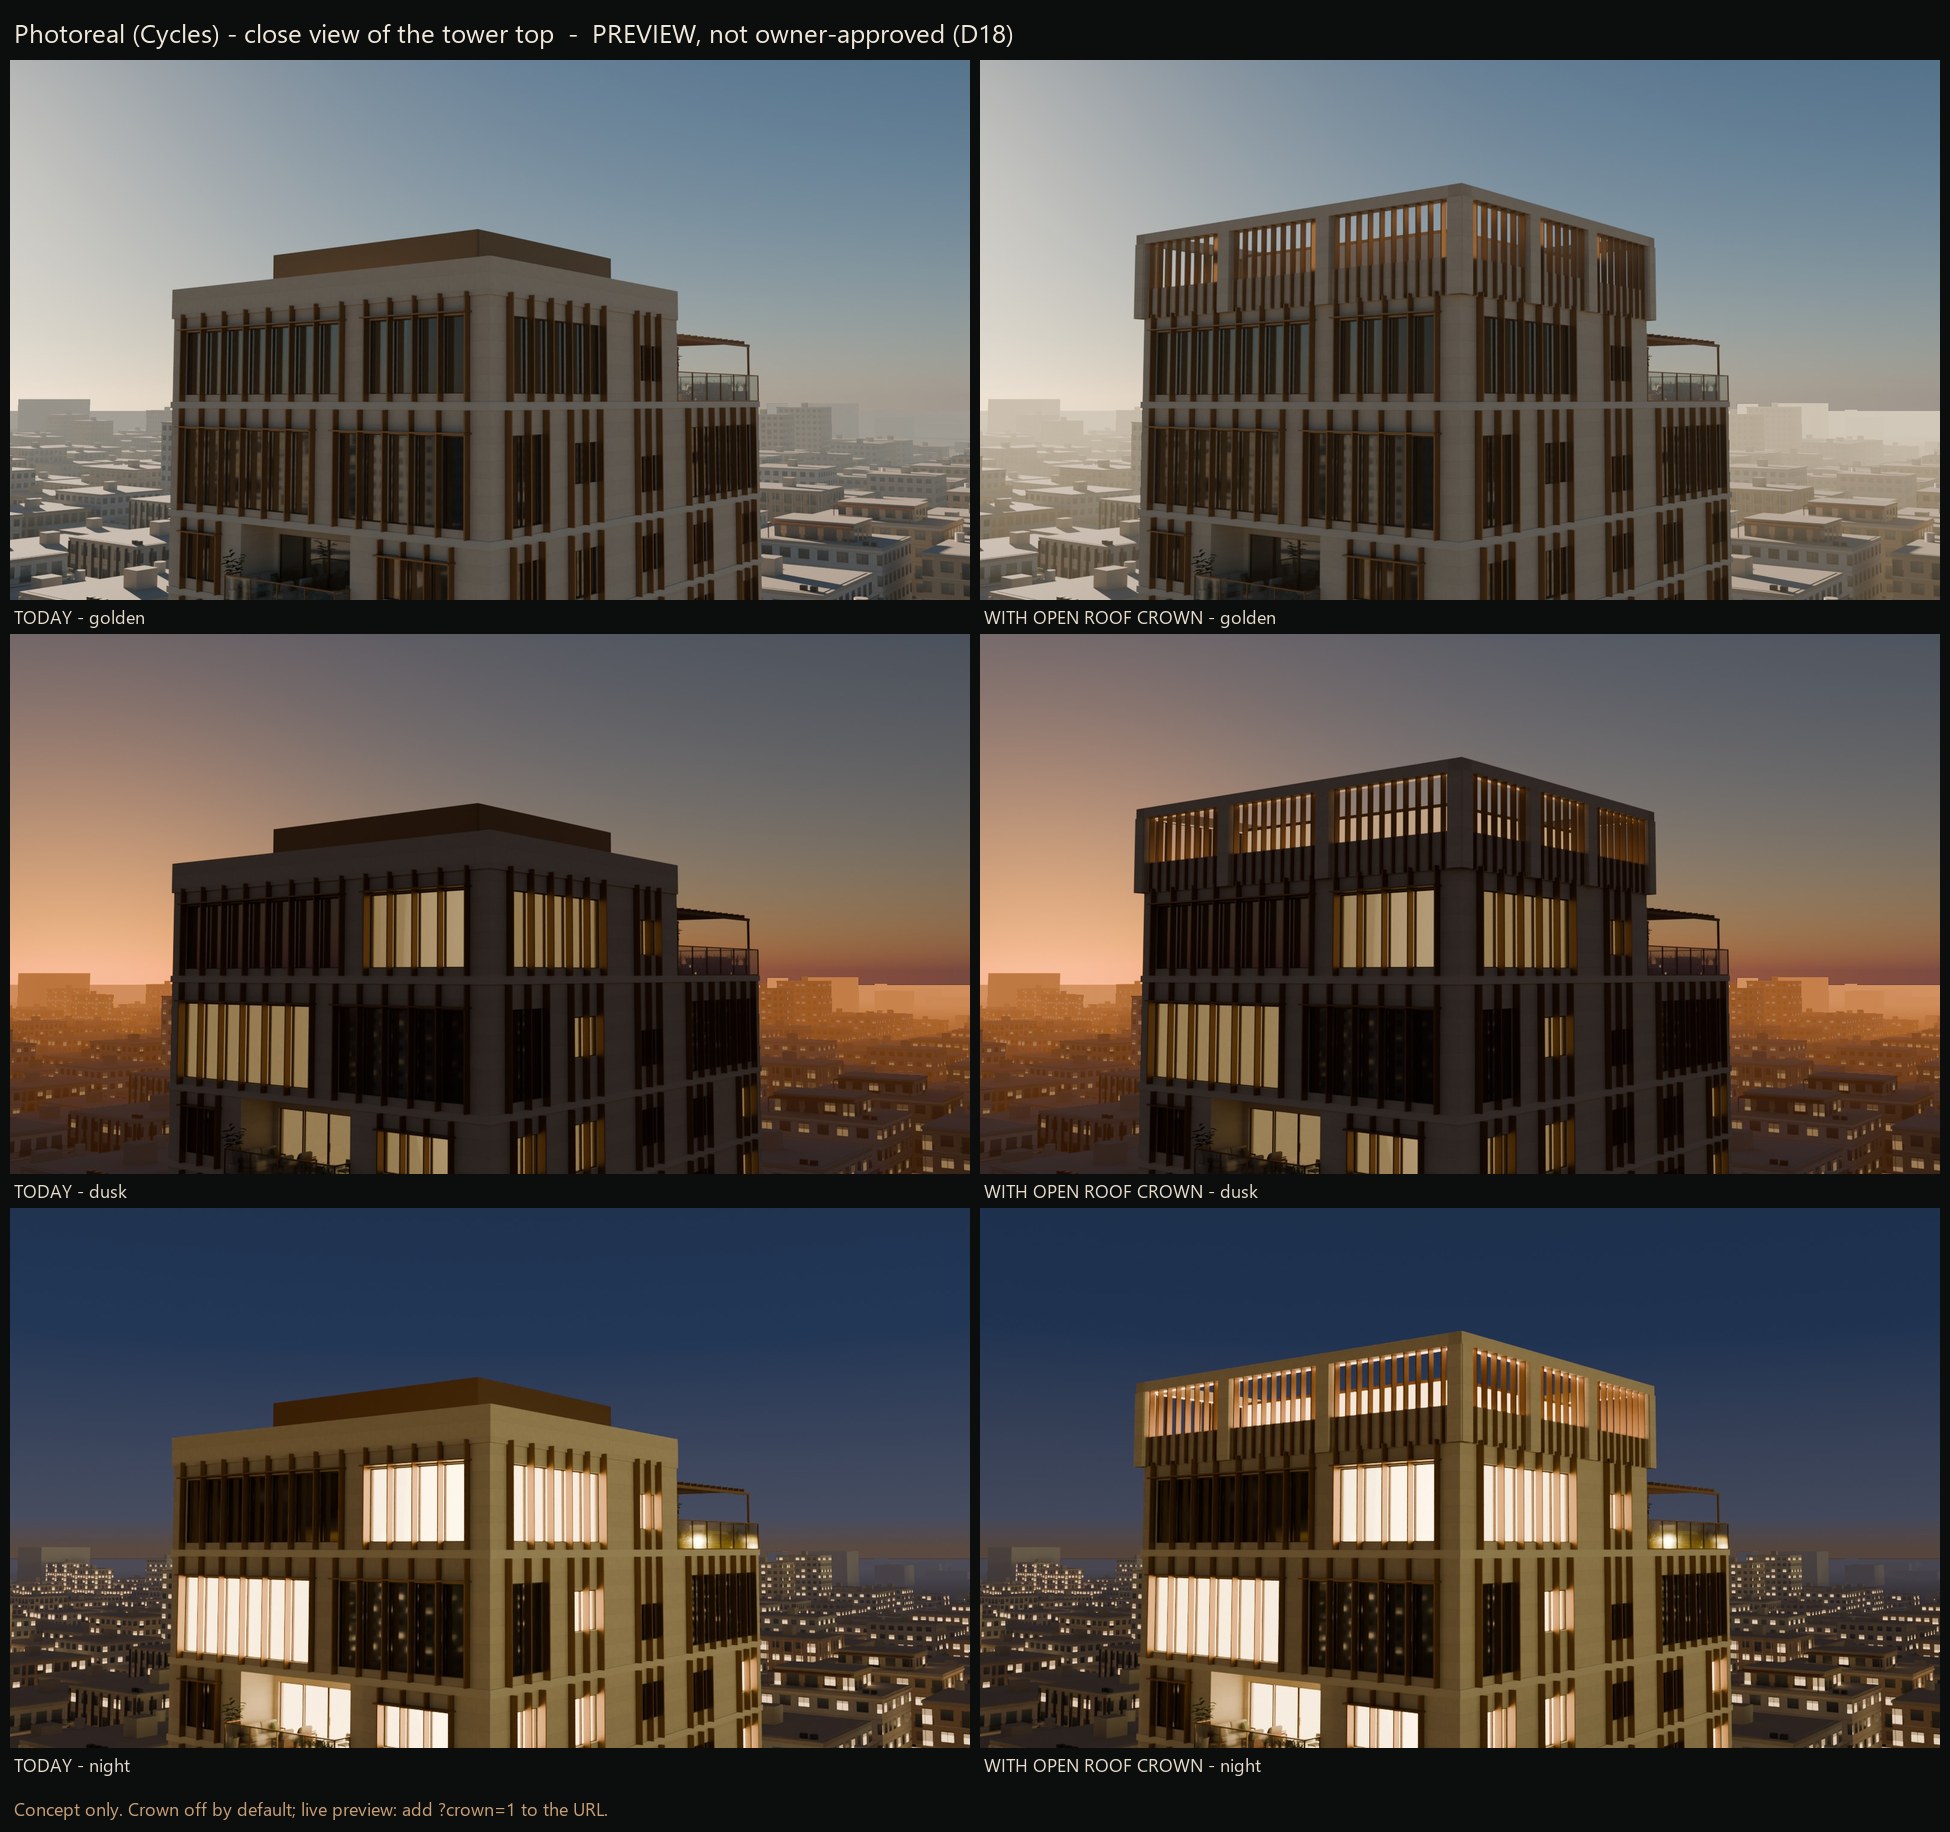 Photoreal (Cycles) - close view of the tower top - PREVIEW, not owner-approved (D18)
TODAY - golden
WITH OPEN ROOF CROWN - golden
TODAY - dusk
WITH OPEN ROOF CROWN - dusk
TODAY - night
WITH OPEN ROOF CROWN - night
Concept only. Crown off by default; live preview: add ?crown=1 to the URL.